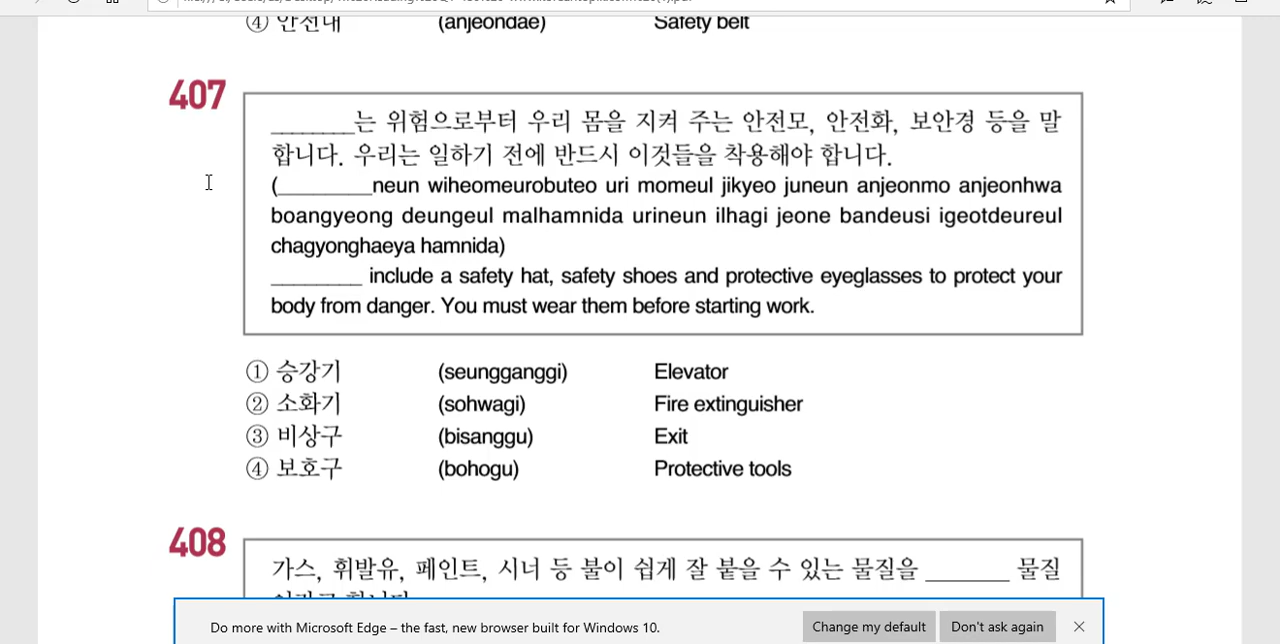 ④ 안전대 (anjeondae) Safety belt
407
________는 위험으로부터 우리 몸을 지켜 주는 안전모, 안전화, 보안경 등을 말
합니다. 우리는 일하기 전에 반드시 이것들을 착용해야 합니다.
(________neun wiheomeurobuteo uri momeul jikyeo juneun anjeonmo anjeonhwa
boangyeong deungeul malhamnida urineun ilhagi jeone bandeusi igeotdeureul
chagyonghaeya hamnida)
________ include a safety hat, safety shoes and protective eyeglasses to protect your
body from danger. You must wear them before starting work.
① 승강기 (seungganggi) Elevator
② 소화기 (sohwagi) Fire extinguisher
③ 비상구 (bisanggu) Exit
④ 보호구 (bohogu) Protective tools
408
가스, 휘발유, 페인트, 시너 등 불이 쉽게 잘 붙을 수 있는 물질을 ________ 물질
Do more with Microsoft Edge – the fast, new browser built for Windows 10.
Change my default
Don't ask again